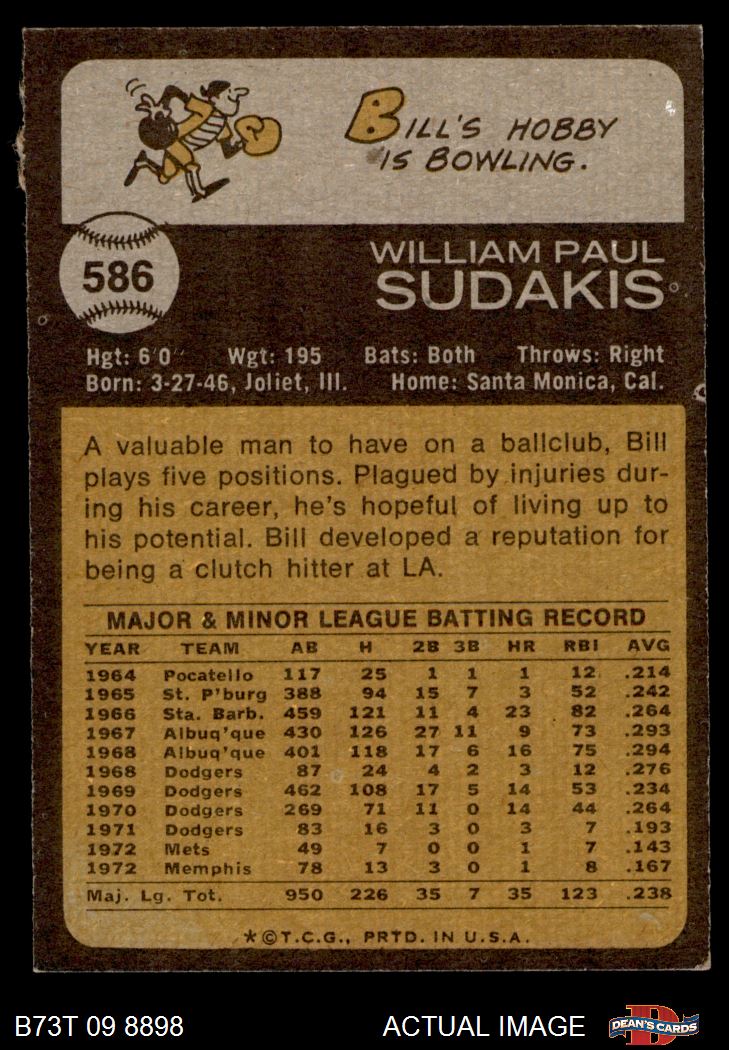 BILL'S HOBBY
IS BOWLING.
586
WILLIAM PAUL
SUDAKIS
Hgt: 6'0" Wgt: 195 Bats: Both Throws: Right
Born: 3-27-46, Joliet, Ill. Home: Santa Monica, Cal.
A valuable man to have on a ballclub, Bill
plays five positions. Plagued by injuries dur-
ing his career, he's hopeful of living up to
his potential. Bill developed a reputation for
being a clutch hitter at LA.
MAJOR & MINOR LEAGUE BATTING RECORD
YEAR TEAM AB H 2B 3B HR RBI AVG
1964 Pocatello 117 25 1 1 1 12 .214
1965 St. P'burg 388 94 15 7 3 52 .242
1966 Sta. Barb. 459 121 11 4 23 82 .264
1967 Albuq'que 430 126 27 11 9 73 .293
1968 Albuq'que 401 118 17 6 16 75 .294
1968 Dodgers 87 24 4 2 3 12 .276
1969 Dodgers 462 108 17 5 14 53 .234
1970 Dodgers 269 71 11 0 14 44 .264
1971 Dodgers 83 16 3 0 3 7 .193
1972 Mets 49 7 0 0 1 7 .143
1972 Memphis 78 13 3 0 1 8 .167
Maj. Lg. Tot. 950 226 35 7 35 123 .238
*©T.C.G., PRTD. IN U.S.A.
B73T 09 8898 ACTUAL IMAGE DEAN'S CARDS